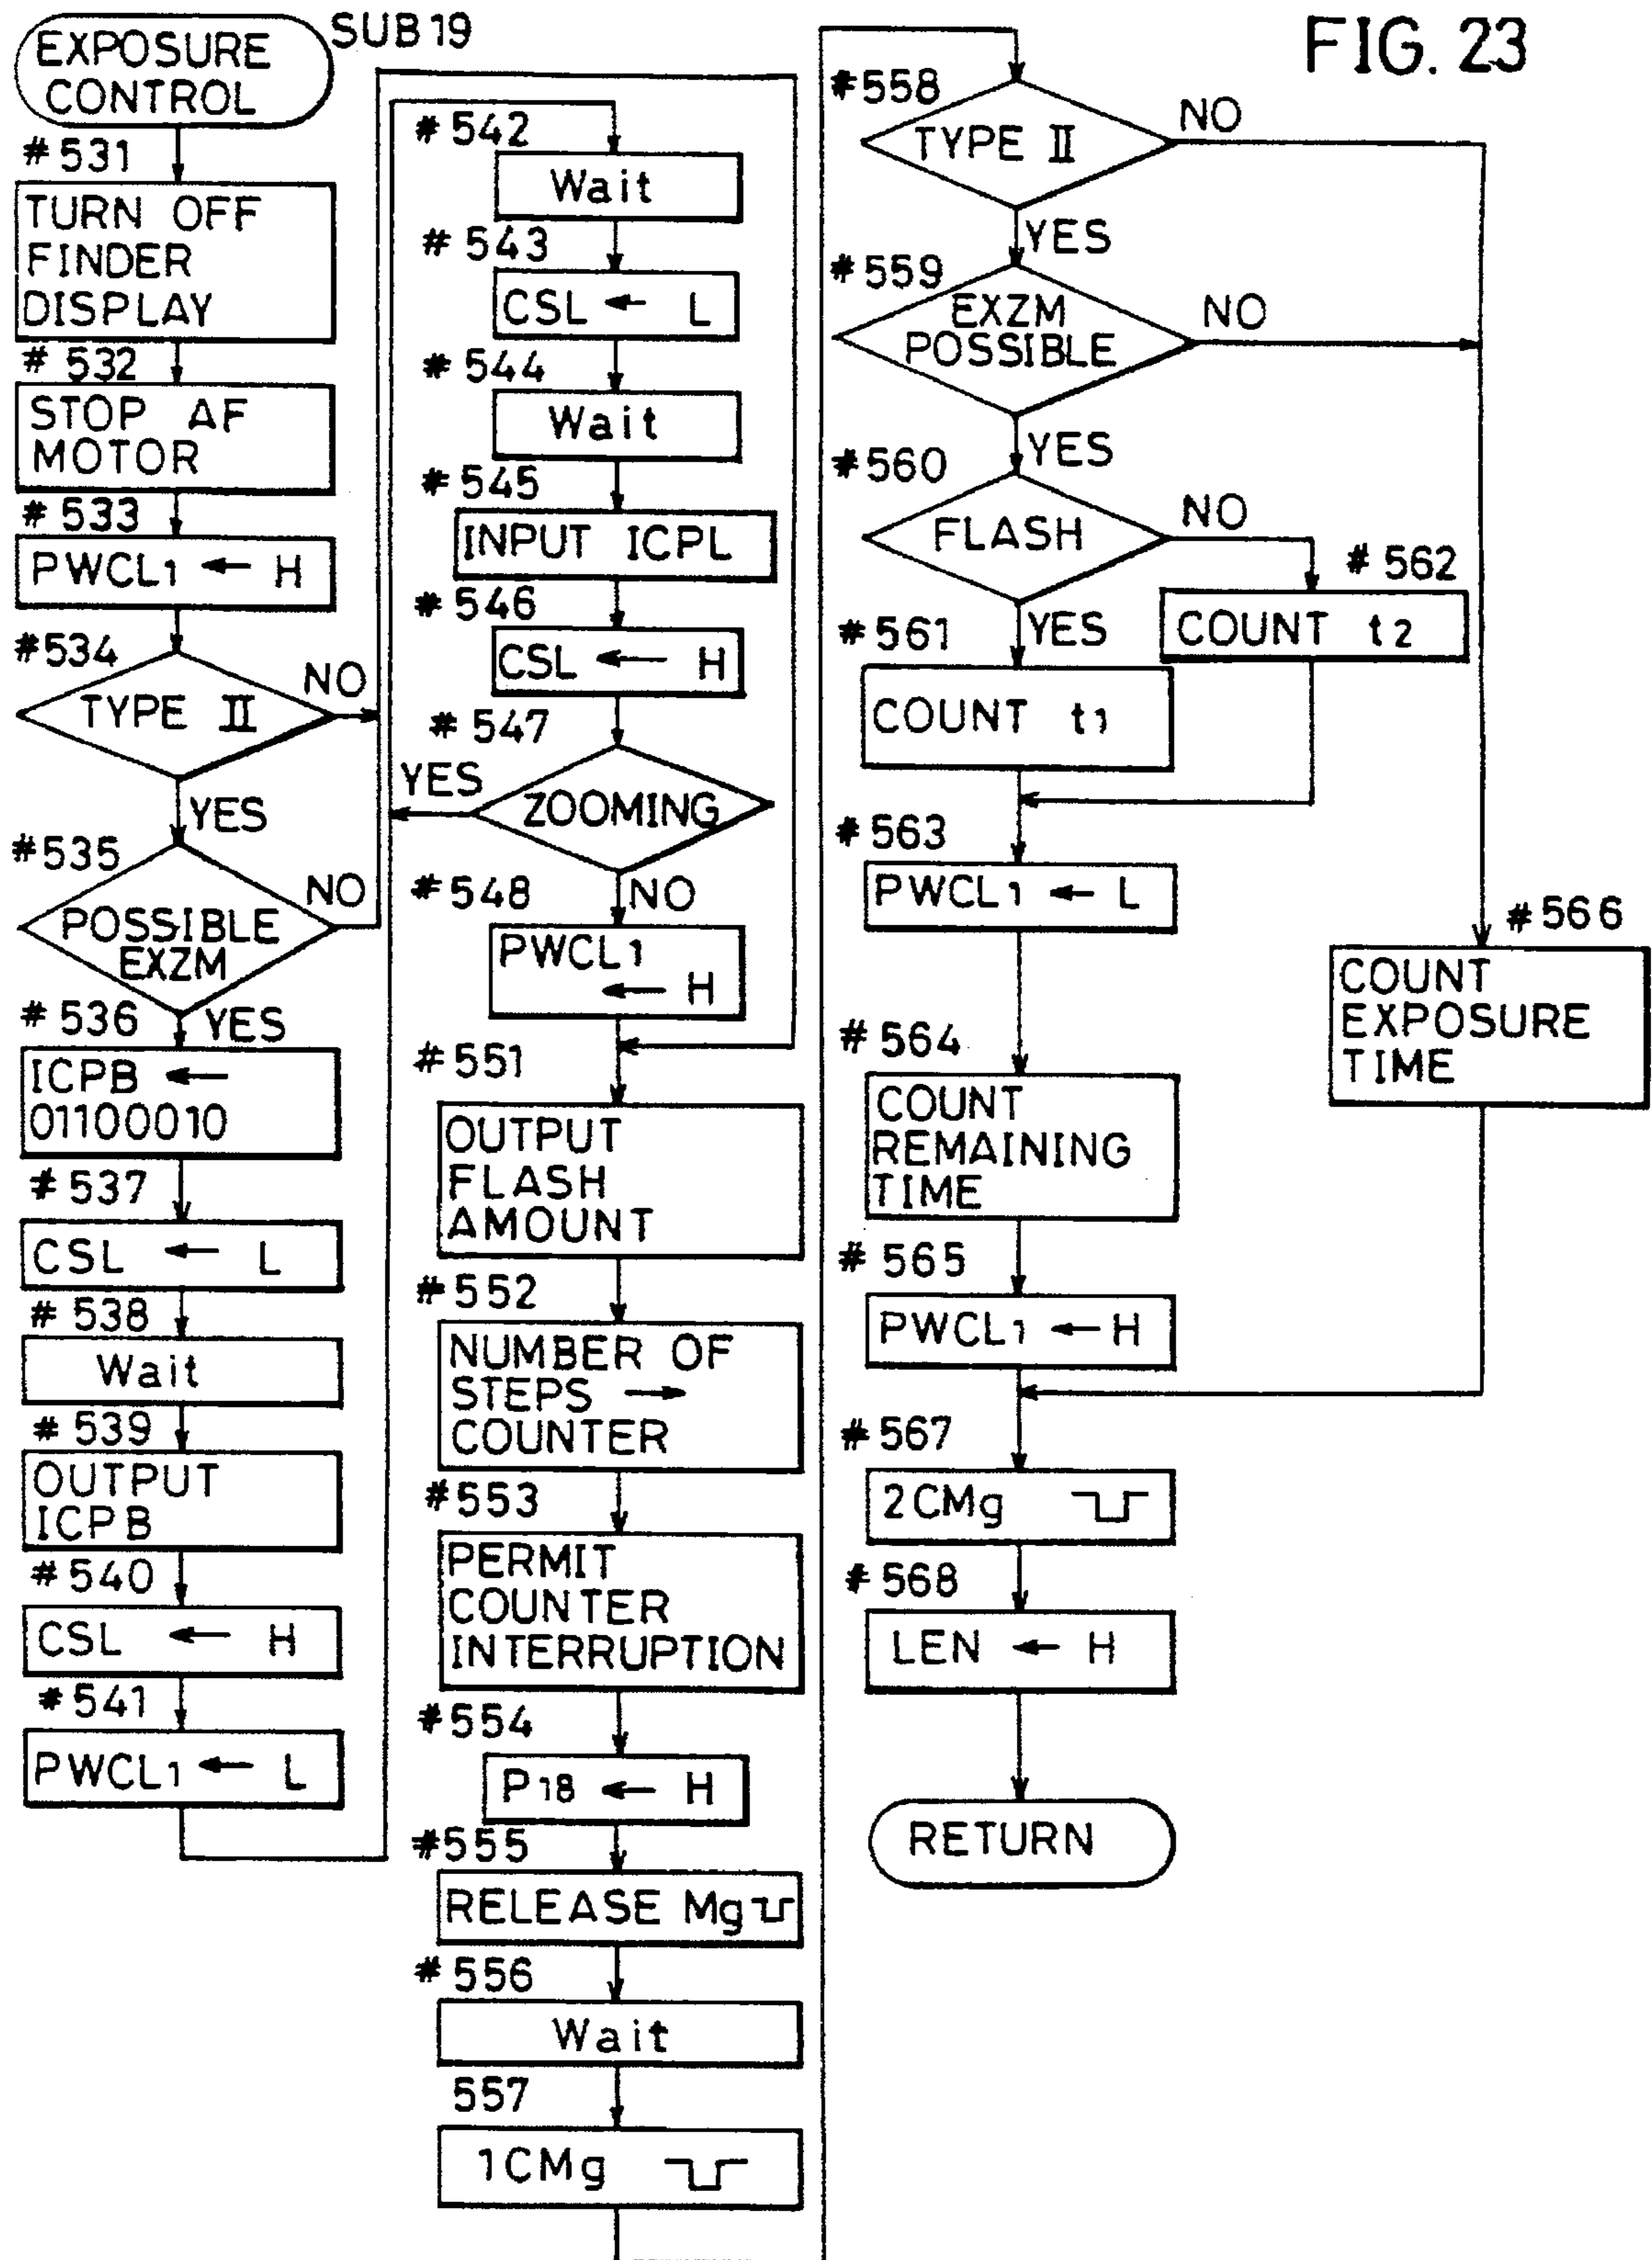 FIG. 23
EXPOSURE
CONTROL
SUB 19
#531
TURN OFF
FINDER
DISPLAY
#532
STOP AF
MOTOR
#533
PWCL1 ← H
#534
TYPE II
NO
YES
#535
POSSIBLE
EXZM
NO
YES
#536
ICPB ←
01100010
#537
CSL ← L
#538
Wait
#539
OUTPUT
ICPB
#540
CSL ← H
#541
PWCL1 ← L
#542
Wait
#543
CSL ← L
#544
Wait
#545
INPUT ICPL
#546
CSL ← H
#547
ZOOMING
YES
NO
#548
PWCL1
← H
#551
OUTPUT
FLASH
AMOUNT
#552
NUMBER OF
STEPS →
COUNTER
#553
PERMIT
COUNTER
INTERRUPTION
#554
P18 ← H
#555
RELEASE Mg
#556
Wait
557
1CMg
#558
TYPE II
NO
YES
#559
EXZM
POSSIBLE
NO
YES
#560
FLASH
NO
YES
#561
COUNT t1
#562
COUNT t2
#563
PWCL1 ← L
#564
COUNT
REMAINING
TIME
#565
PWCL1 ← H
#566
COUNT
EXPOSURE
TIME
#567
2CMg
#568
LEN ← H
RETURN